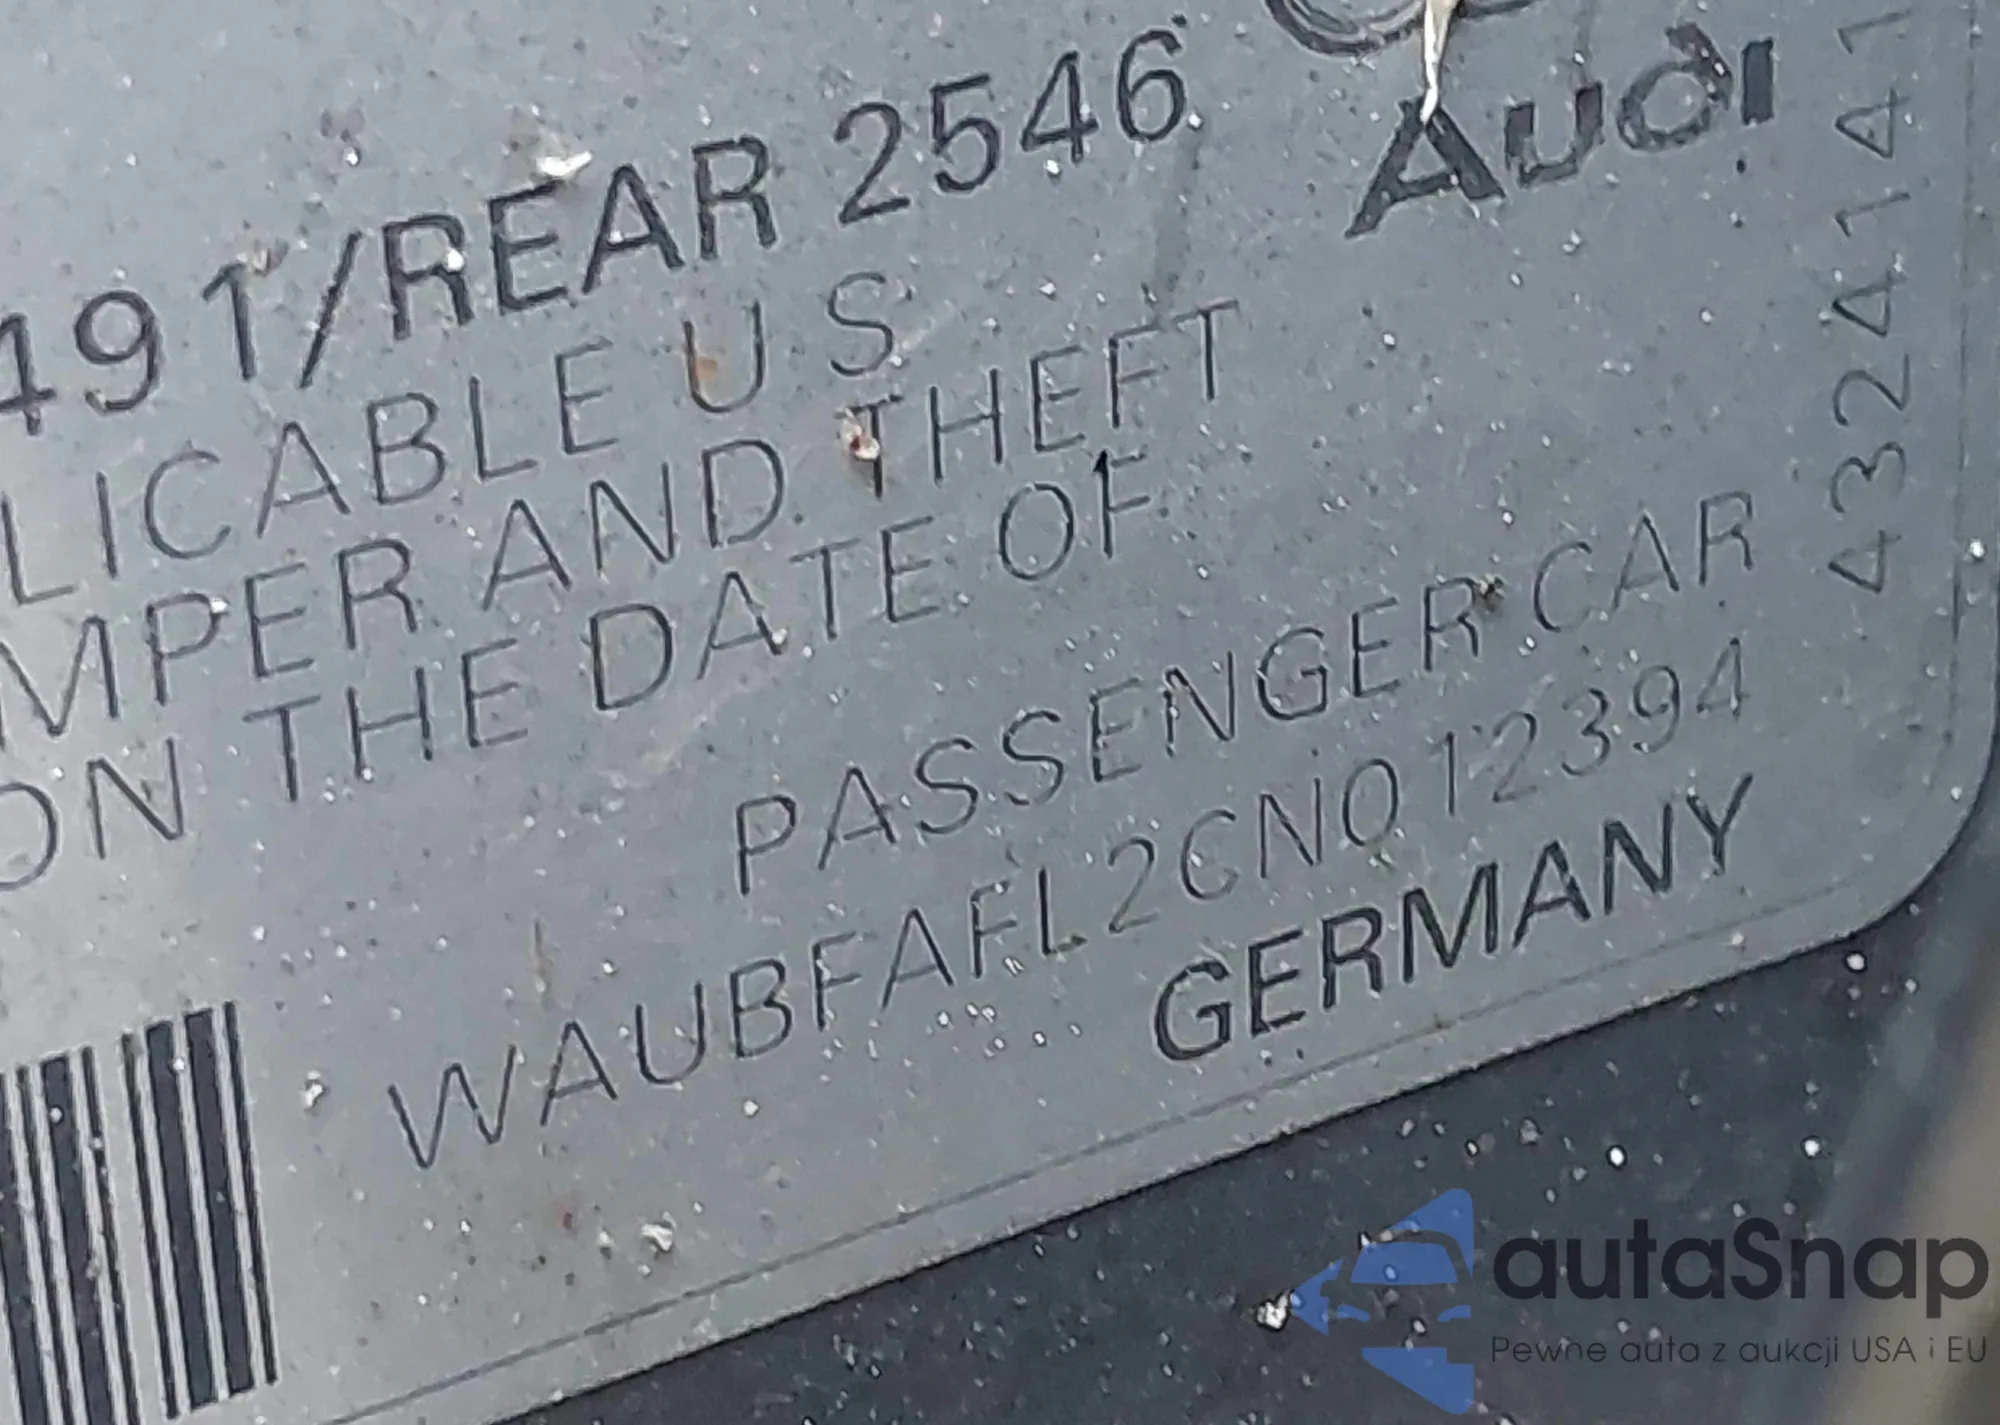 491/REAR 2546
Audi
LICABLE U S
MPER AND THEFT
ON THE DATE OF
PASSENGER CAR
WAUBFAFL2CN012394
GERMANY
4324141
autaSnap
Pewne auta z aukcji USA i EU